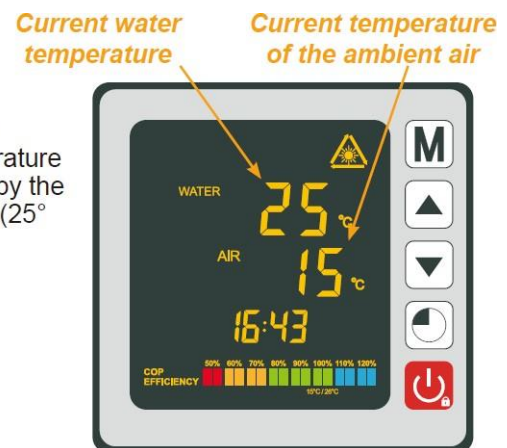 Current water
temperature
Current temperature
of the ambient air
rature
by the
(25°
M
WATER 25 °C
AIR 15 °C
16:43
50% 60% 70% 80% 90% 100% 110% 120%
COP
EFFICIENCY
15°C / 26°C